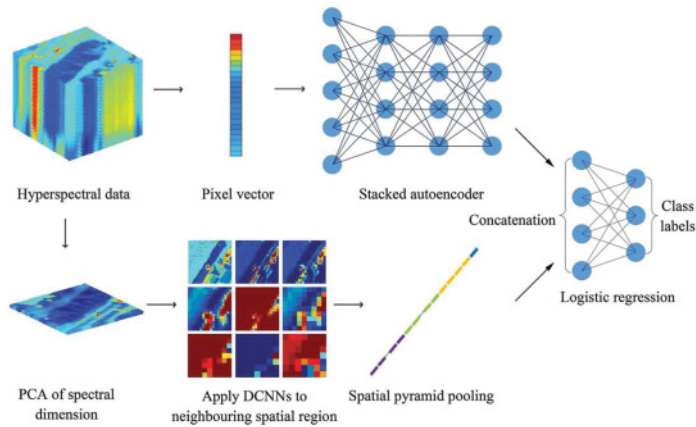 Hyperspectral data
Pixel vector
Stacked autoencoder
Concatenation
Class
labels
Logistic regression
PCA of spectral
dimension
Apply DCNNs to
neighbouring spatial region
Spatial pyramid pooling